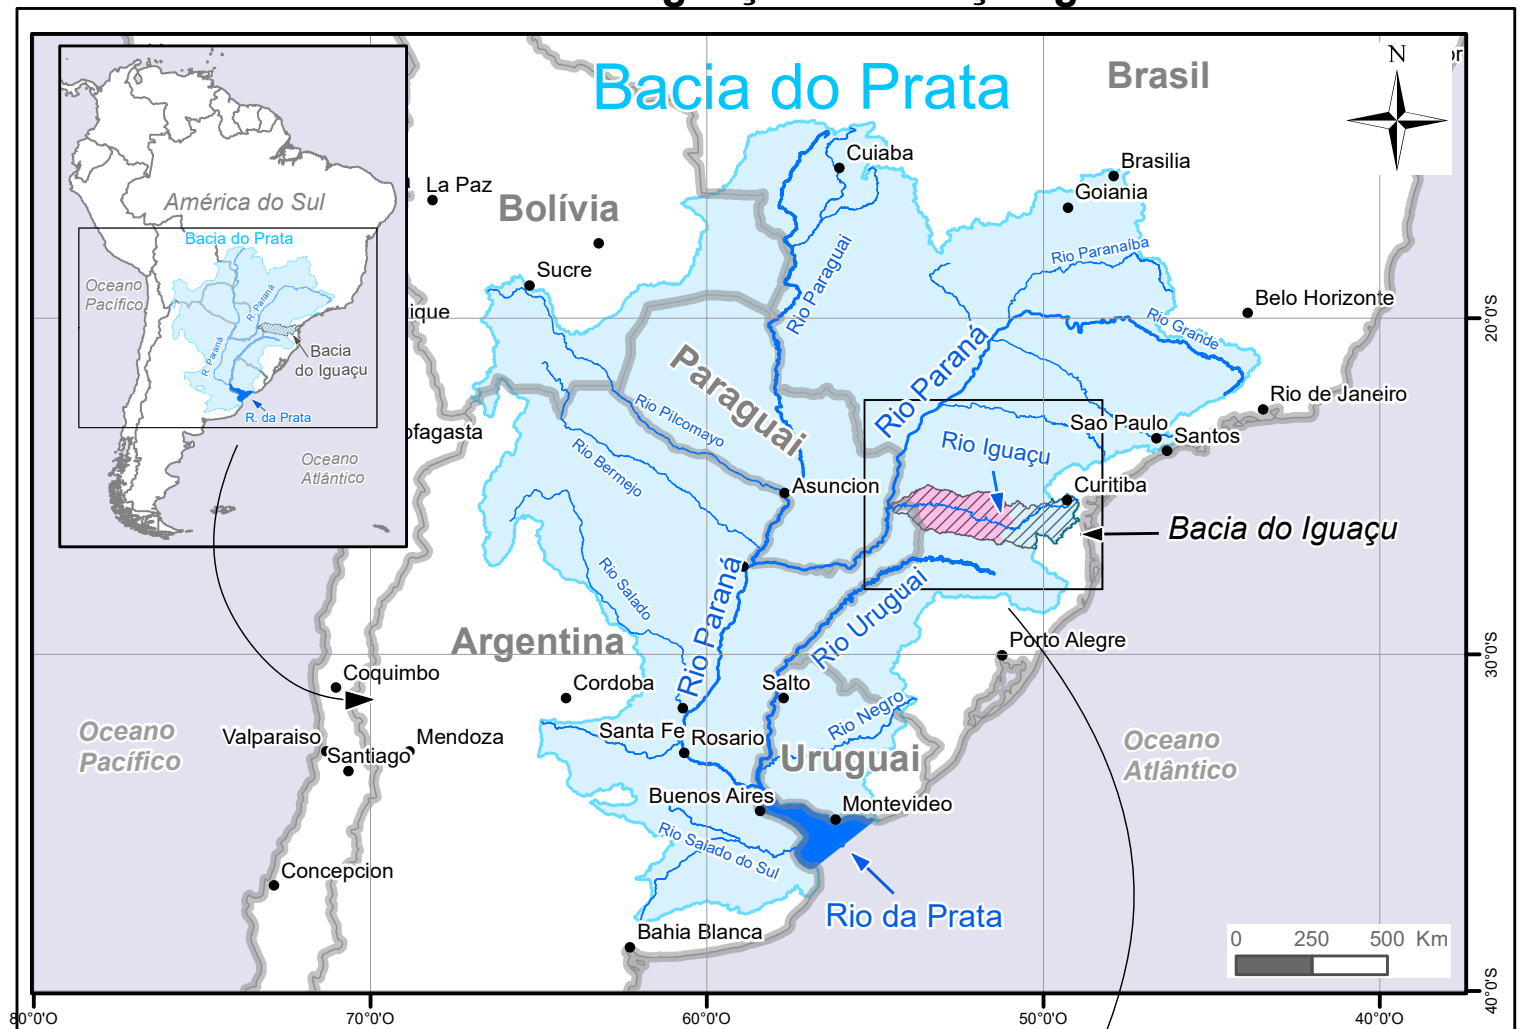 Bacia do Prata
Brasil
N
Cuiaba
Brasilia
Goiania
La Paz
Bolívia
América do Sul
Bacia do Prata
Oceano
Pacífico
R. Paraná
R. Paraná
Bacia
do Iguaçu
R. da Prata
Oceano
Atlântico
Sucre
Rio Paraguai
Rio Paranaíba
Belo Horizonte
Rio Grande
20°0'S
Rio Paraná
Paraguai
Rio de Janeiro
Rio Pilcomayo
Sao Paulo
Santos
Rio Iguaçu
Rio Bermejo
Asuncion
Curitiba
Bacia do Iguaçu
Rio Salado
Rio Paraná
Rio Uruguai
Argentina
Porto Alegre
30°0'S
Coquimbo
Cordoba
Salto
Rio Negro
Oceano
Pacífico
Valparaiso
Santiago
Mendoza
Santa Fe
Rosario
Uruguai
Oceano
Atlântico
Buenos Aires
Montevideo
Rio Salado do Sul
Concepcion
Rio da Prata
Bahia Blanca
0 250 500 Km
40°0'S
80°0'O 70°0'O 60°0'O 50°0'O 40°0'O